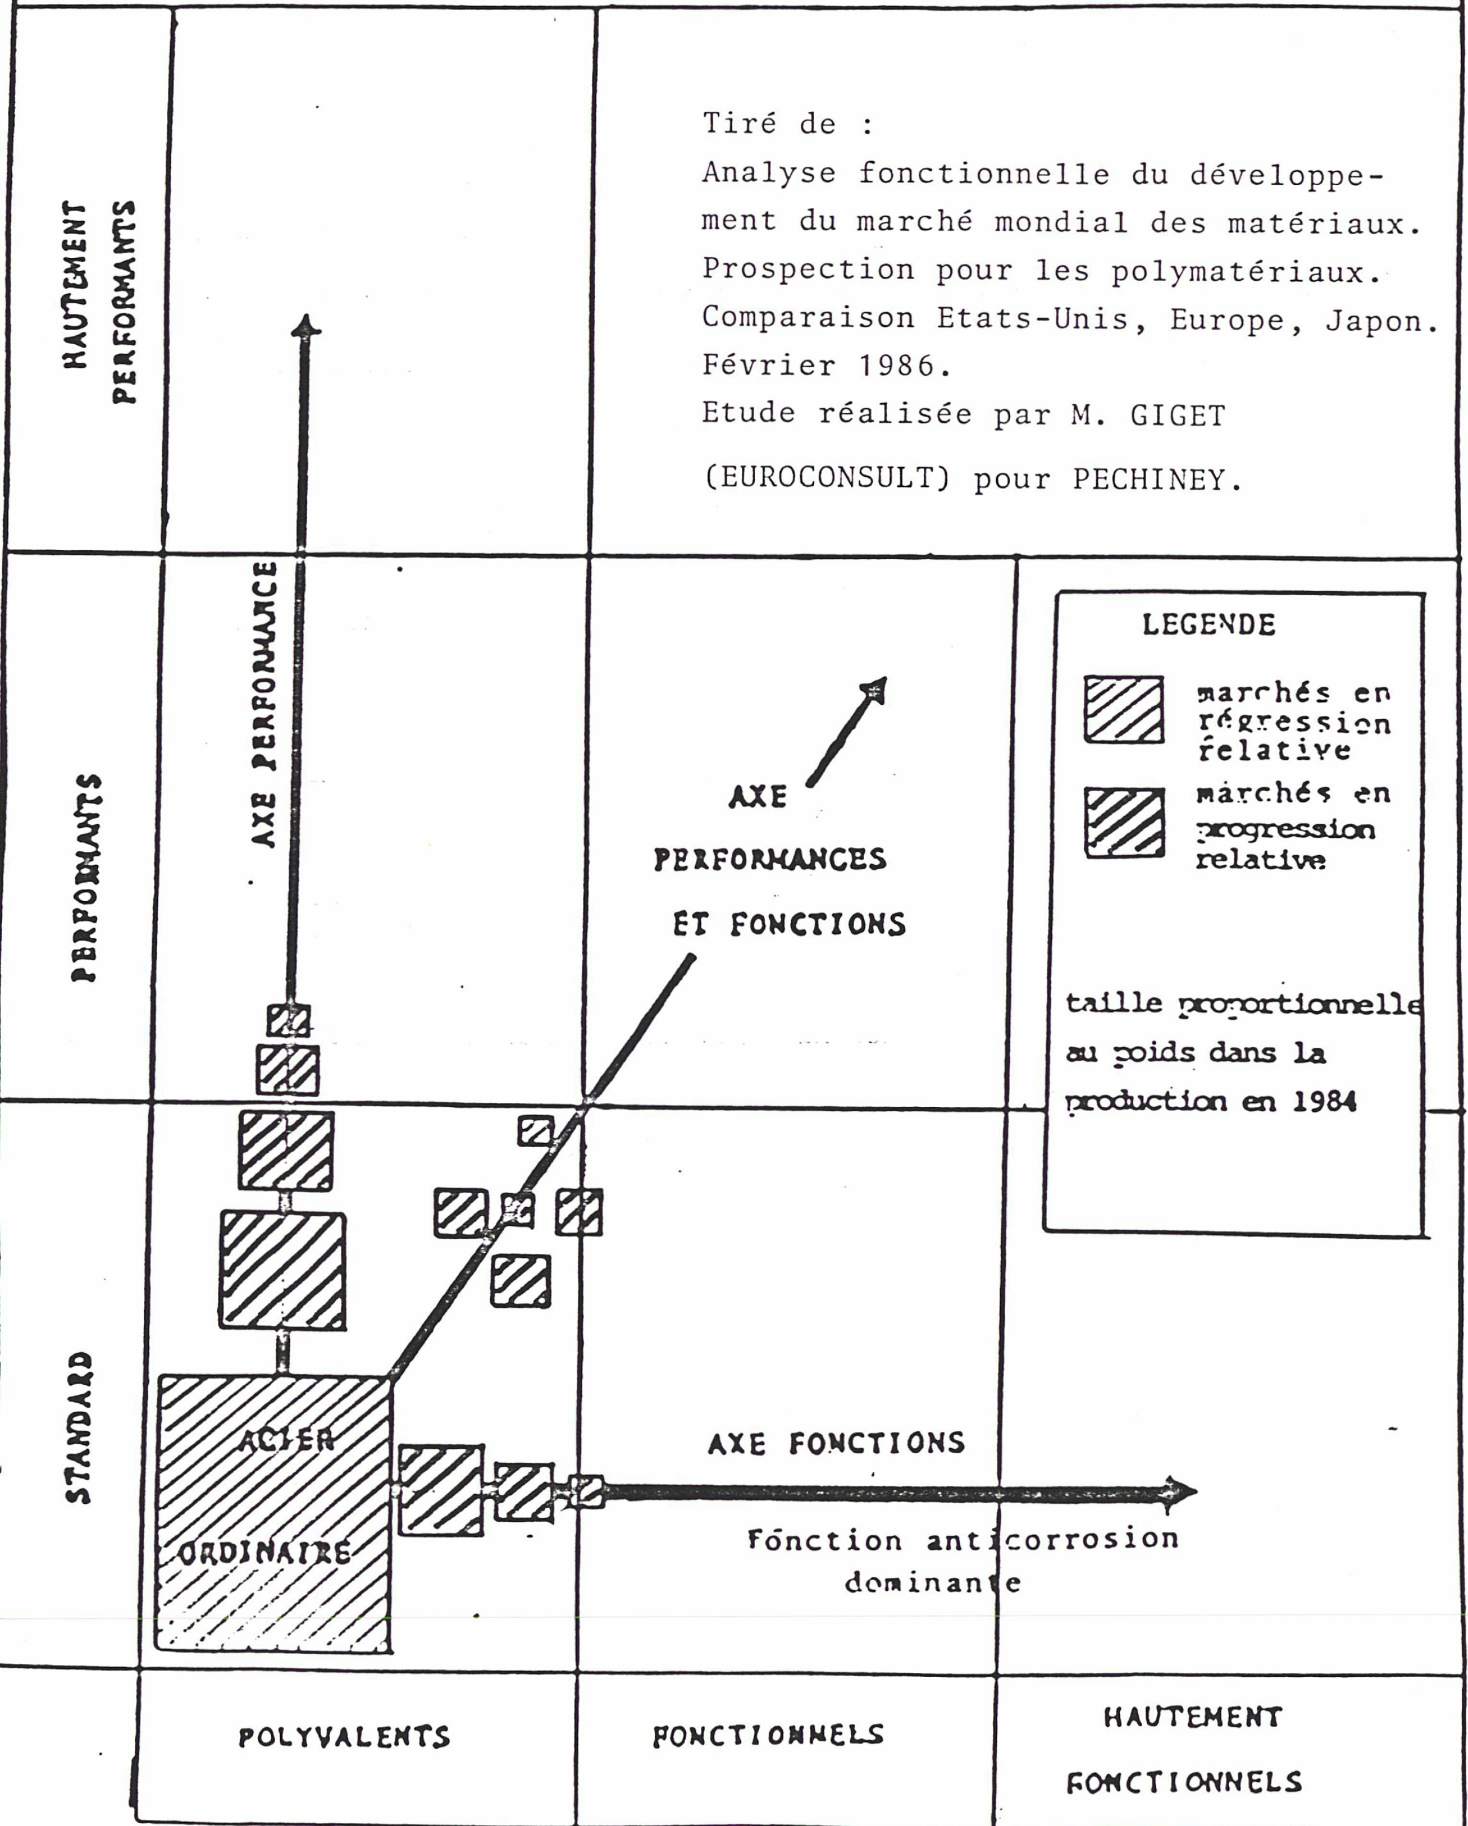 Tiré de :
Analyse fonctionnelle du développe-
ment du marché mondial des matériaux.
Prospection pour les polymatériaux.
Comparaison Etats-Unis, Europe, Japon.
Février 1986.
Etude réalisée par M. GIGET
(EUROCONSULT) pour PECHINEY.
HAUTEMENT
PERFORMANTS
AXE PERFORMANCE
LEGENDE
marchés en
régression
relative
marchés en
progression
relative
taille proportionnelle
au poids dans la
production en 1984
AXE
PERFORMANCES
ET FONCTIONS
PERFORMANTS
STANDARD
ACIER
ORDINAIRE
AXE FONCTIONS
Fonction anticorrosion
dominante
POLYVALENTS
FONCTIONNELS
HAUTEMENT
FONCTIONNELS